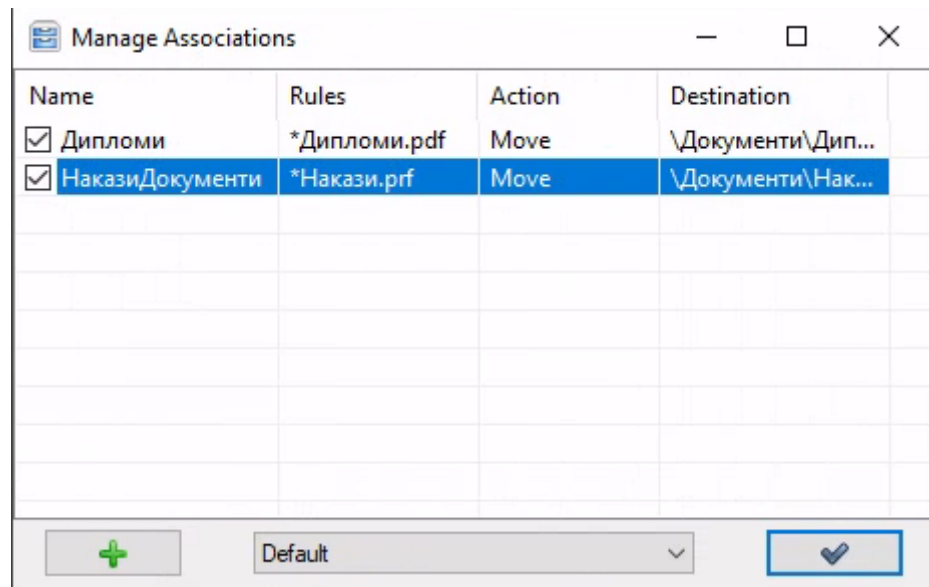 Manage Associations
Name Rules Action Destination
Дипломи *Дипломи.pdf Move \Документи\Дип...
НаказиДокументи *Накази.prf Move \Документи\Нак...
Default